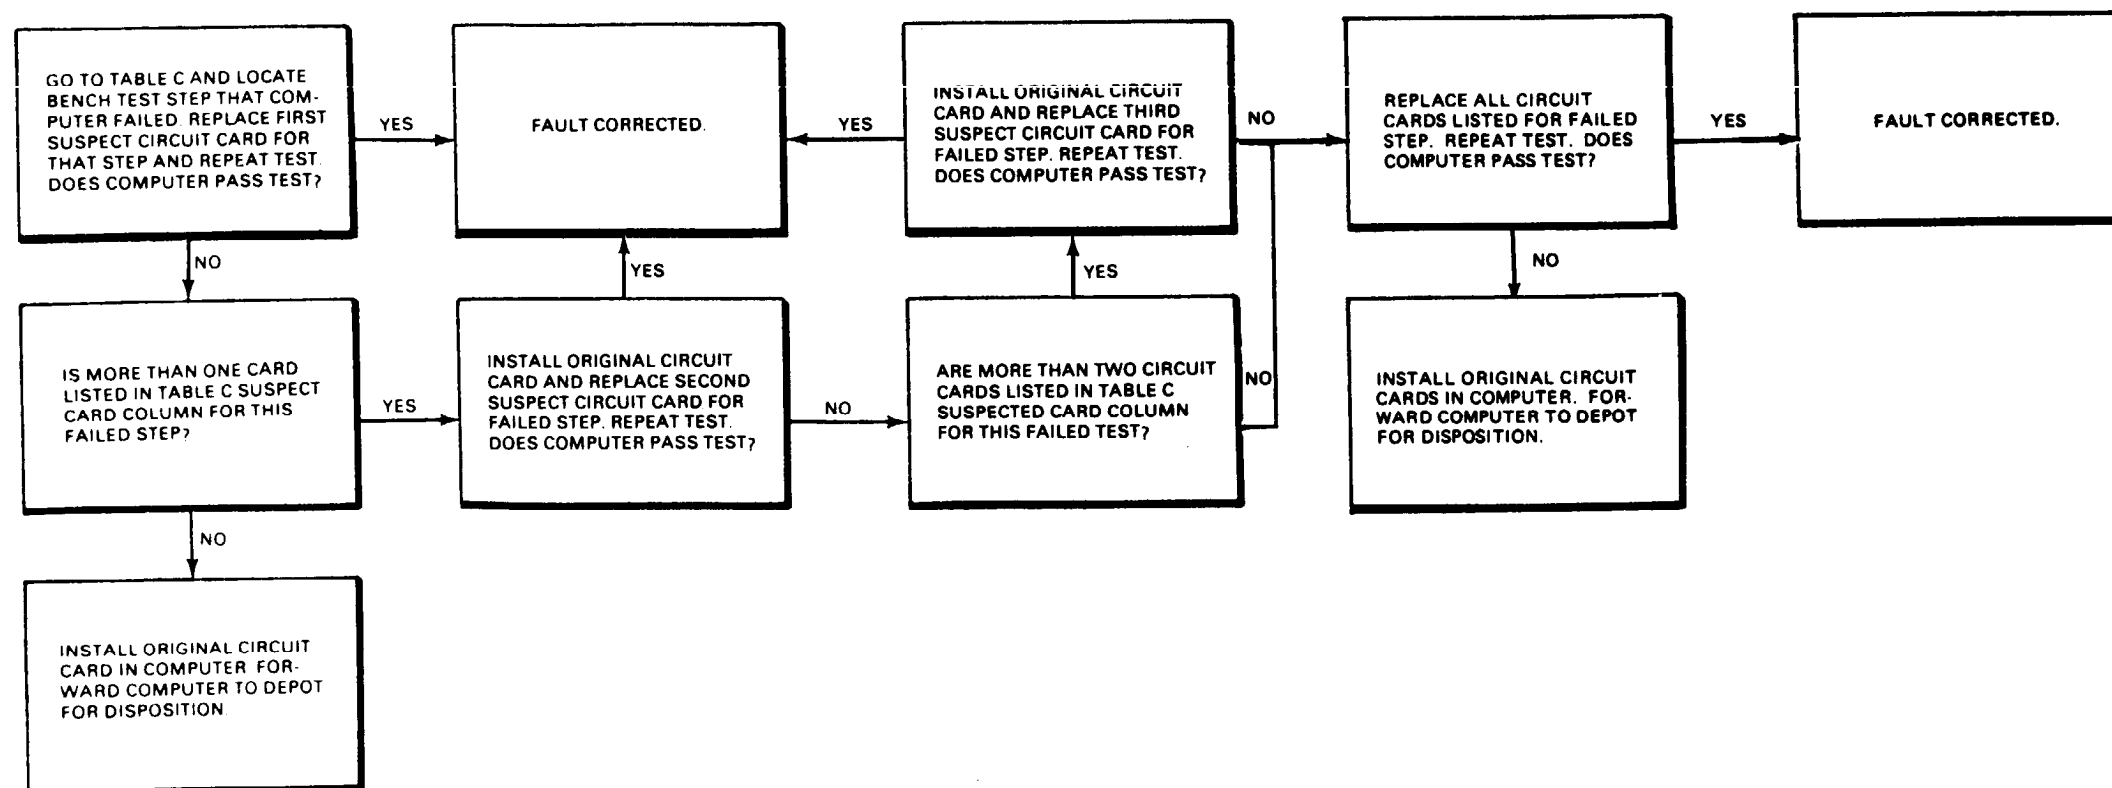 GO TO TABLE C AND LOCATE
BENCH TEST STEP THAT COM-
PUTER FAILED. REPLACE FIRST
SUSPECT CIRCUIT CARD FOR
THAT STEP AND REPEAT TEST.
DOES COMPUTER PASS TEST?
YES
FAULT CORRECTED.
YES
INSTALL ORIGINAL CIRCUIT
CARD AND REPLACE THIRD
SUSPECT CIRCUIT CARD FOR
FAILED STEP. REPEAT TEST.
DOES COMPUTER PASS TEST?
NO
REPLACE ALL CIRCUIT
CARDS LISTED FOR FAILED
STEP. REPEAT TEST. DOES
COMPUTER PASS TEST?
YES
FAULT CORRECTED.
NO
YES
YES
NO
IS MORE THAN ONE CARD
LISTED IN TABLE C SUSPECT
CARD COLUMN FOR THIS
FAILED STEP?
YES
INSTALL ORIGINAL CIRCUIT
CARD AND REPLACE SECOND
SUSPECT CIRCUIT CARD FOR
FAILED STEP. REPEAT TEST.
DOES COMPUTER PASS TEST?
NO
ARE MORE THAN TWO CIRCUIT
CARDS LISTED IN TABLE C
SUSPECTED CARD COLUMN
FOR THIS FAILED TEST?
NO
INSTALL ORIGINAL CIRCUIT
CARDS IN COMPUTER. FOR-
WARD COMPUTER TO DEPOT
FOR DISPOSITION.
NO
INSTALL ORIGINAL CIRCUIT
CARD IN COMPUTER FOR-
WARD COMPUTER TO DEPOT
FOR DISPOSITION